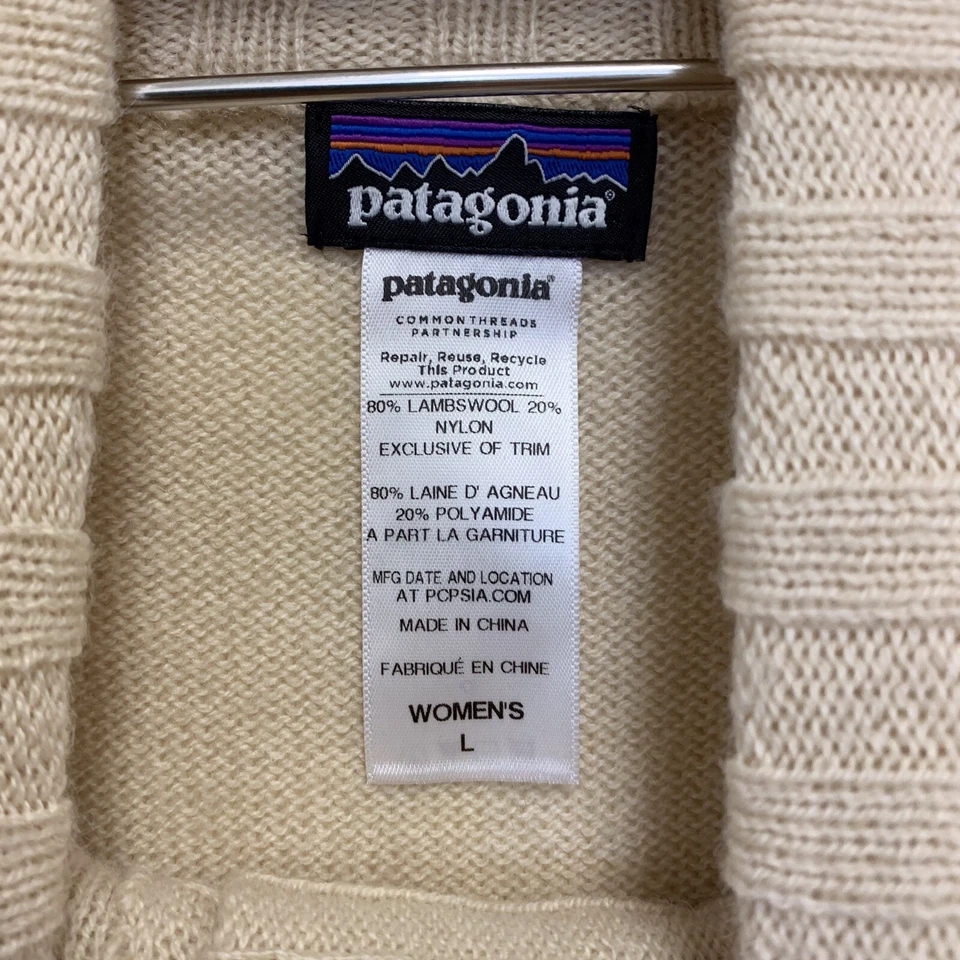 patagonia®
patagonia®
COMMON THREADS
PARTNERSHIP
Repair, Reuse, Recycle
This Product
www.patagonia.com
80% LAMBSWOOL 20%
NYLON
EXCLUSIVE OF TRIM
80% LAINE D' AGNEAU
20% POLYAMIDE
A PART LA GARNITURE
MFG DATE AND LOCATION
AT PCPSIA.COM
MADE IN CHINA
FABRIQUÉ EN CHINE
WOMEN'S
L